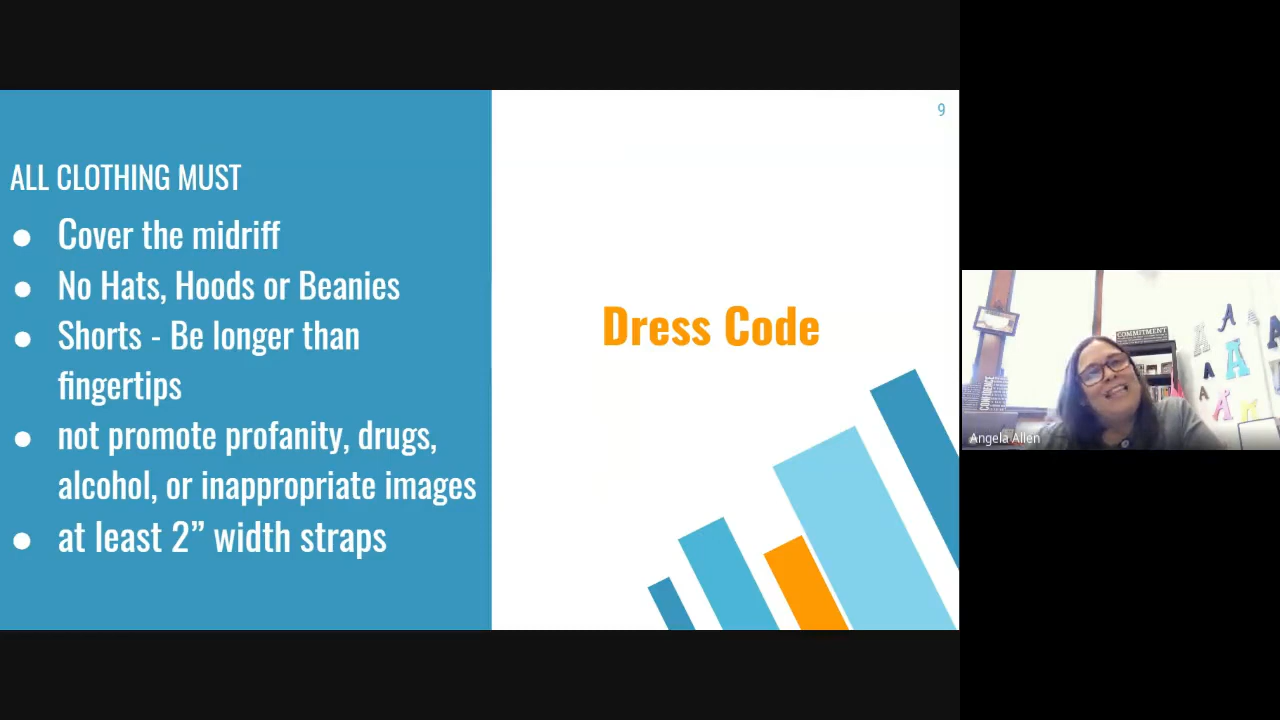 9
ALL CLOTHING MUST
● Cover the midriff
● No Hats, Hoods or Beanies
● Shorts - Be longer than
fingertips
● not promote profanity, drugs,
alcohol, or inappropriate images
● at least 2” width straps
Dress Code
COMMITMENT
CONFIDENCE
A
A
A
A
A
A
Angela Allen